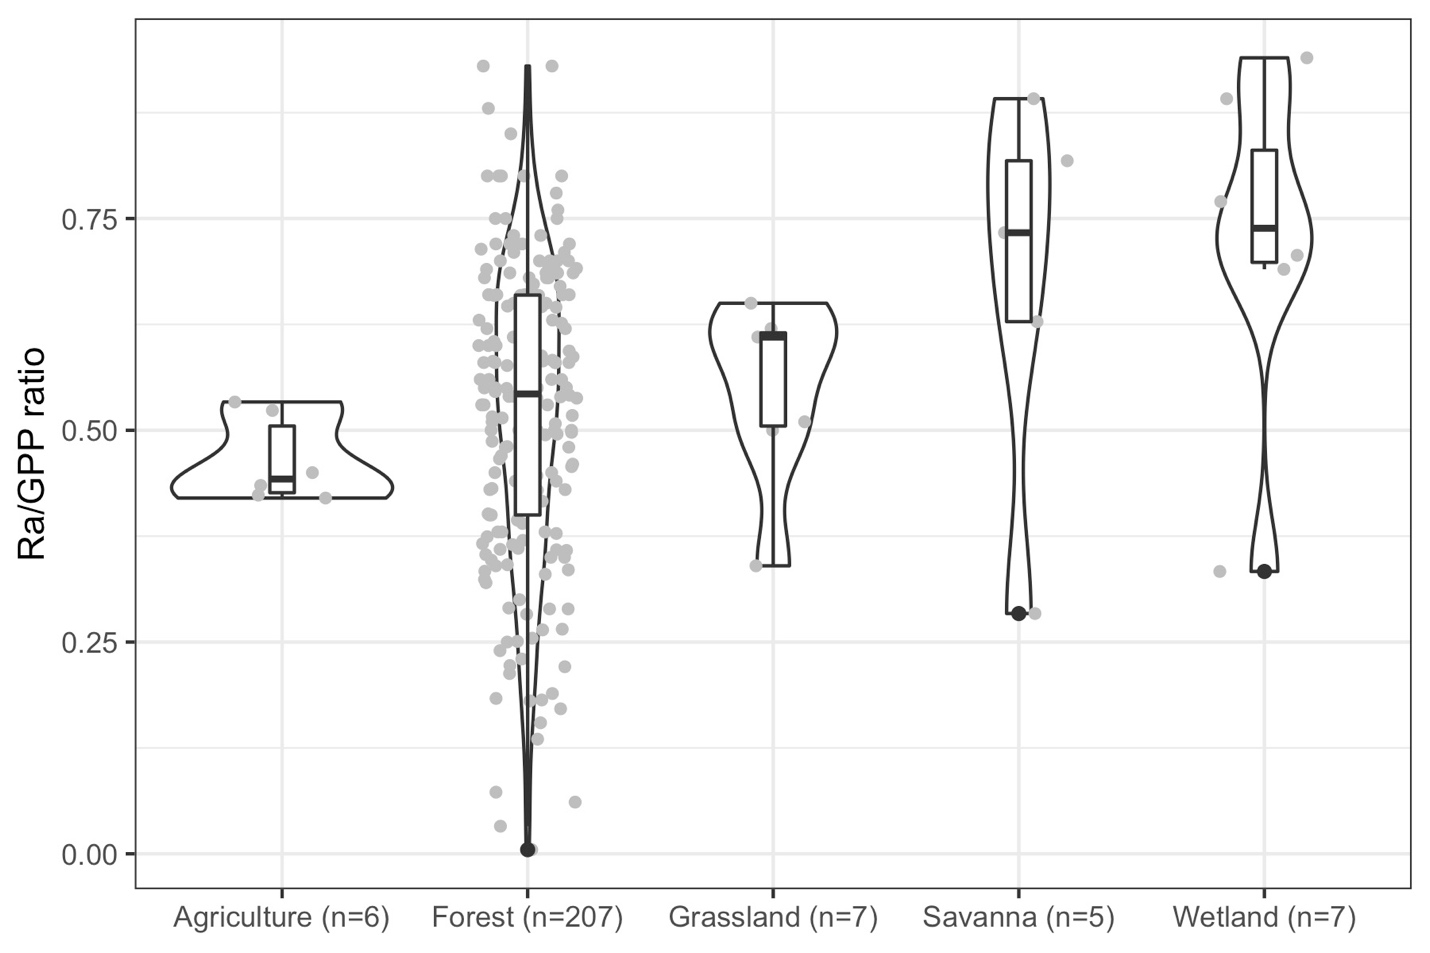 Ra/GPP ratio
0.75
0.50
0.25
0.00
Agriculture (n=6) Forest (n=207) Grassland (n=7) Savanna (n=5) Wetland (n=7)